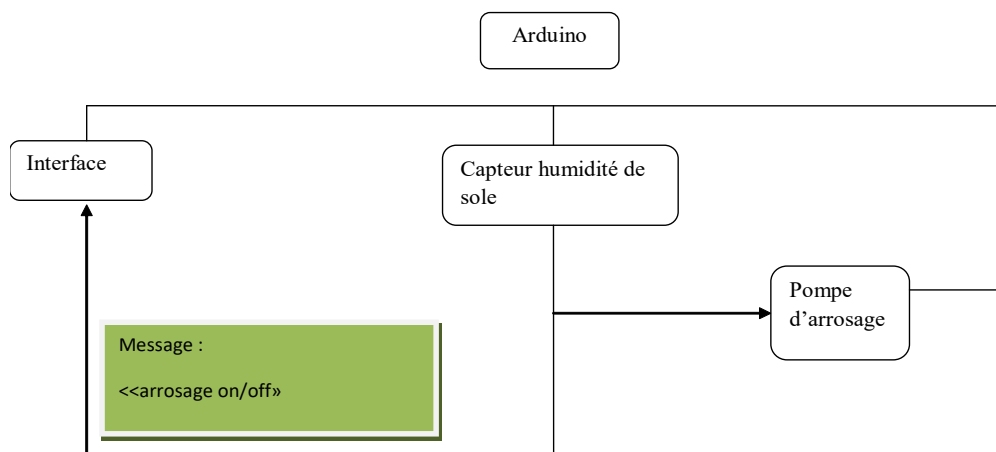 Arduino
Interface
Capteur humidité de
sole
Pompe
d’arrosage
Message :
<<arrosage on/off»